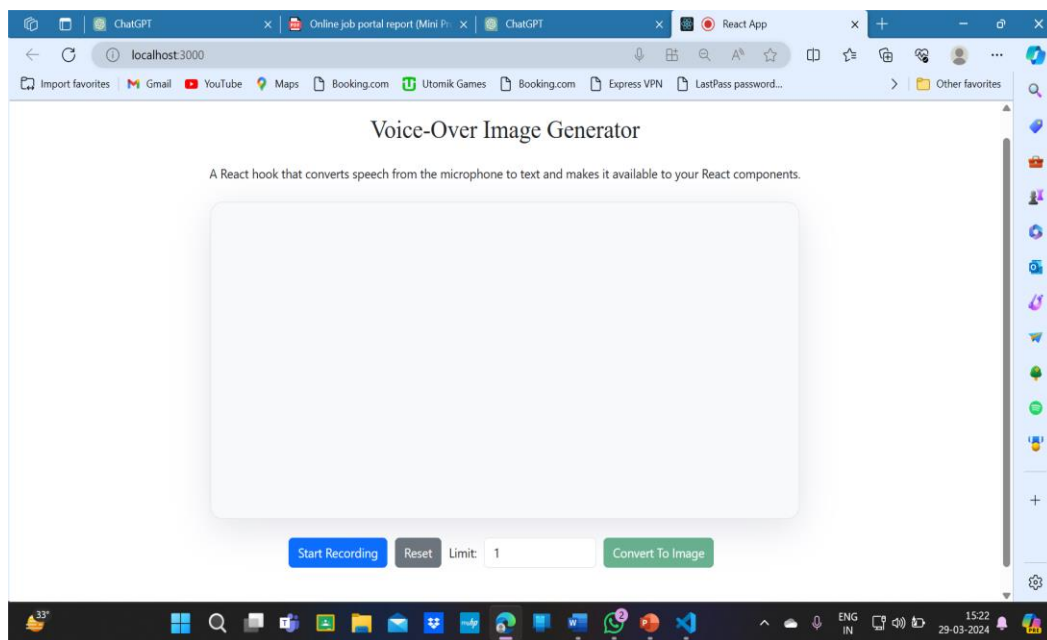 ChatGPT
Online job portal report (Mini Pr
ChatGPT
React App
localhost:3000
Import favorites
Gmail
YouTube
Maps
Booking.com
Utomik Games
Booking.com
Express VPN
LastPass password...
Other favorites
Voice-Over Image Generator
A React hook that converts speech from the microphone to text and makes it available to your React components.
Start Recording
Reset
Limit:
1
Convert To Image
33°
2
ENG
IN
15:22
29-03-2024